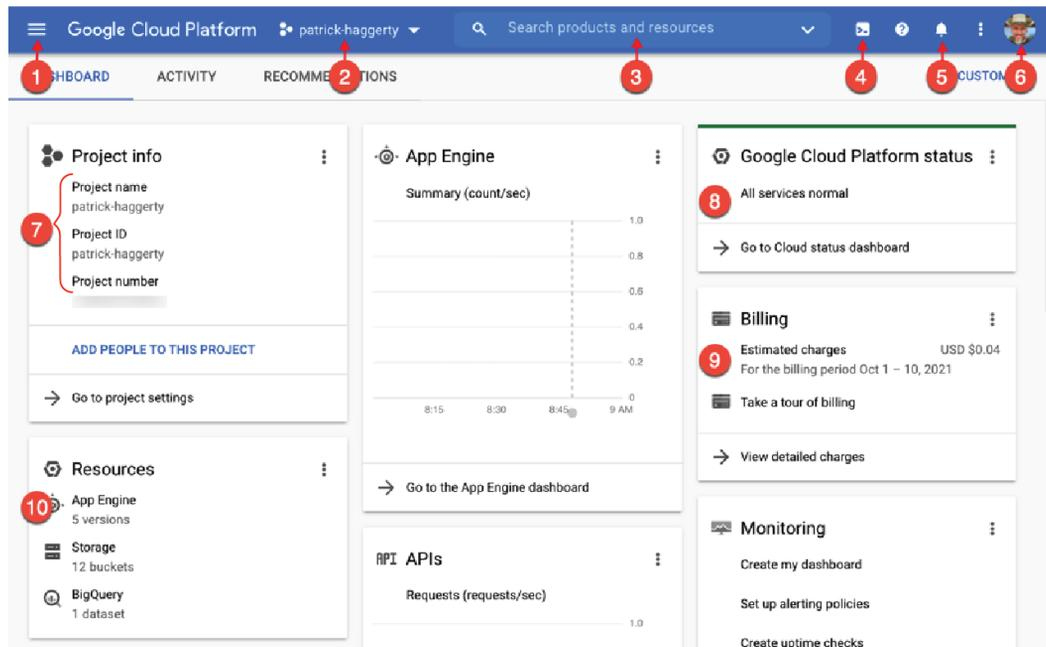 Google Cloud Platform
patrick-haggerty
Search products and resources
1
2
3
4
5
6
SHBOARD
ACTIVITY
RECOMME TIONS
CUSTOM
Project info
Project name
patrick-haggerty
Project ID
patrick-haggerty
Project number
7
ADD PEOPLE TO THIS PROJECT
Go to project settings
Resources
10
App Engine
5 versions
Storage
12 buckets
BigQuery
1 dataset
App Engine
Summary (count/sec)
1.0
0.8
0.6
0.4
0.2
0
8:15
8:30
8:45
9 AM
Go to the App Engine dashboard
API APIs
Requests (requests/sec)
1.0
Google Cloud Platform status
8
All services normal
Go to Cloud status dashboard
Billing
9
Estimated charges USD $0.04
For the billing period Oct 1 – 10, 2021
Take a tour of billing
View detailed charges
Monitoring
Create my dashboard
Set up alerting policies
Create uptime checks